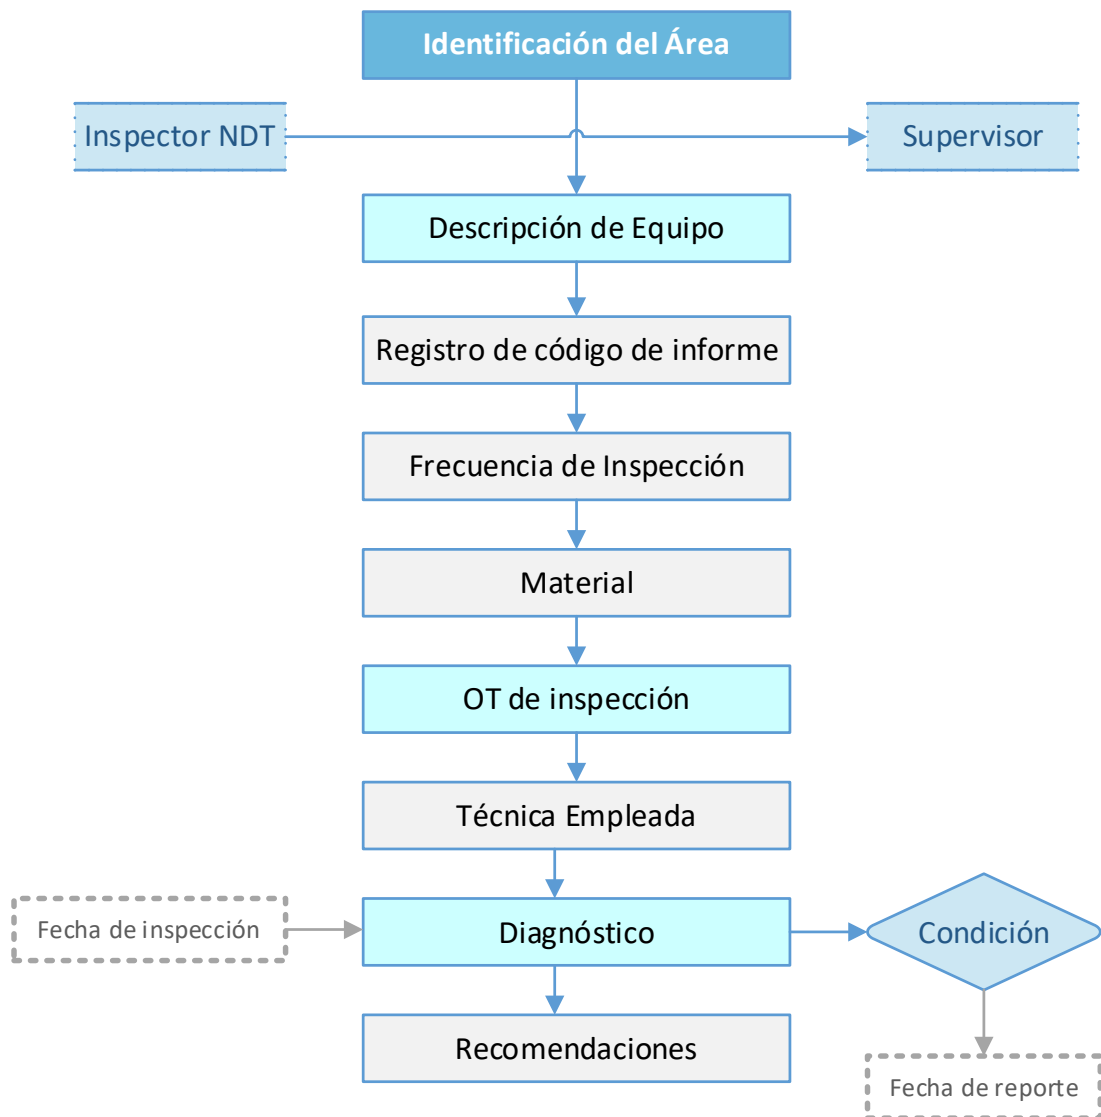 Identificación del Área
Inspector NDT
Supervisor
Descripción de Equipo
Registro de código de informe
Frecuencia de Inspección
Material
OT de inspección
Técnica Empleada
Fecha de inspección
Diagnóstico
Condición
Recomendaciones
Fecha de reporte